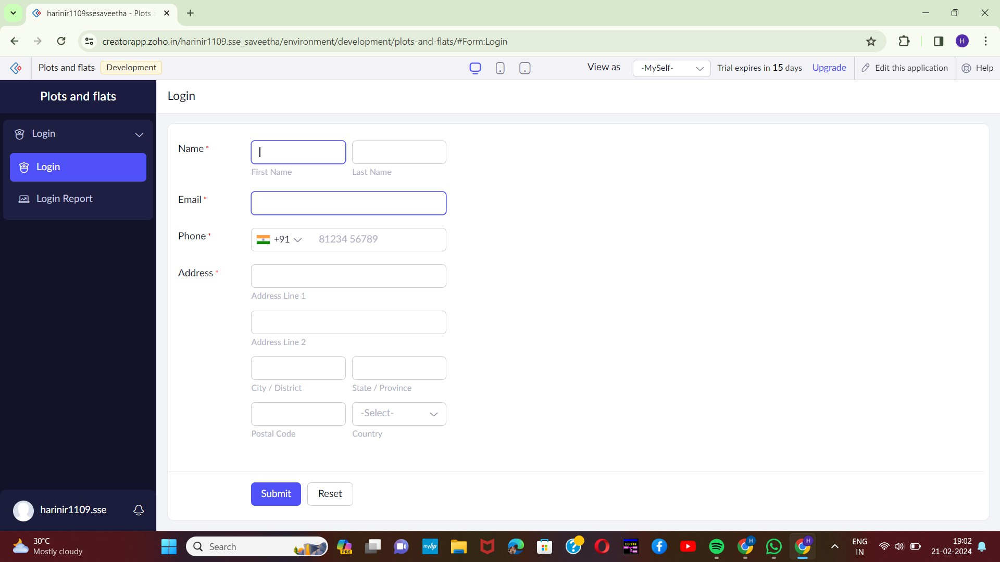 harinir1109ssesaveetha - Plots a
creatorapp.zoho.in/harinir1109.sse_saveetha/environment/development/plots-and-flats/#Form:Login
H
Plots and flats
Development
View as
-MySelf-
Trial expires in 15 days
Upgrade
Edit this application
Help
Plots and flats
Login
Login
Login Report
Login
Name *
First Name
Last Name
Email *
Phone *
+91
81234 56789
Address *
Address Line 1
Address Line 2
City / District
State / Province
Postal Code
-Select-
Country
Submit
Reset
harinir1109.sse
30°C
Mostly cloudy
Search
PRE
myhp
DATA
H
H
ENG
IN
19:02
21-02-2024